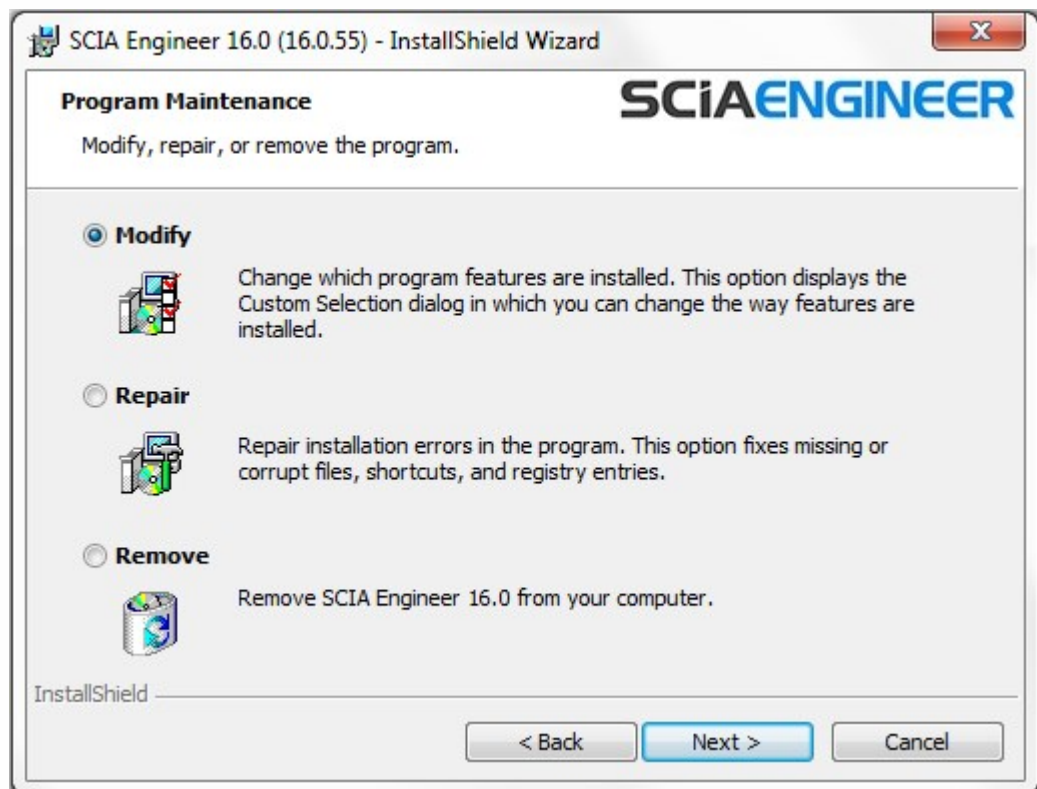 SCIA Engineer 16.0 (16.0.55) - InstallShield Wizard
Program Maintenance
SCiAENGINEER
Modify, repair, or remove the program.
Modify
Change which program features are installed. This option displays the
Custom Selection dialog in which you can change the way features are
installed.
Repair
Repair installation errors in the program. This option fixes missing or
corrupt files, shortcuts, and registry entries.
Remove
Remove SCIA Engineer 16.0 from your computer.
InstallShield
< Back
Next >
Cancel